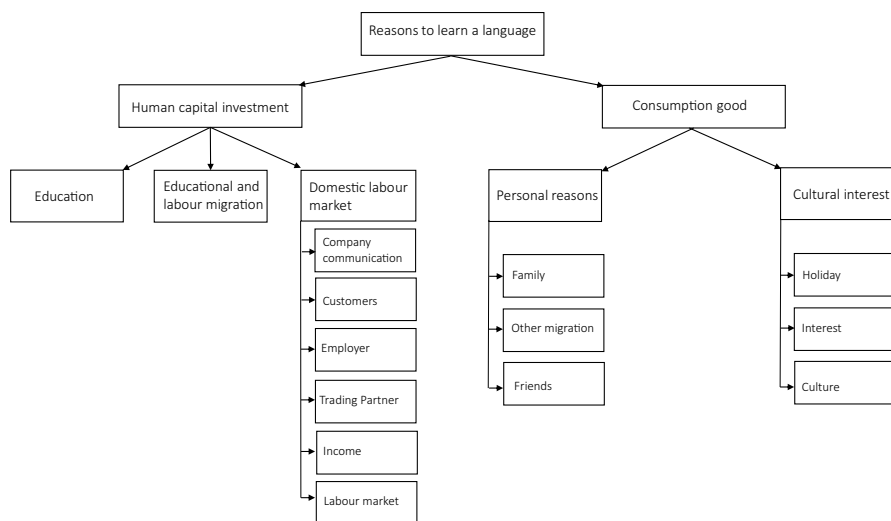 Reasons to learn a language
Human capital investment
Consumption good
Education
Educational and
labour migration
Domestic labour
market
Personal reasons
Cultural interest
Company
communication
Customers
Employer
Trading Partner
Income
Labour market
Family
Other migration
Friends
Holiday
Interest
Culture